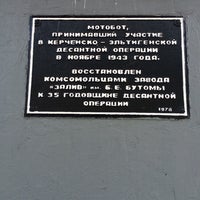 МОТОБОТ,
ПРИНИМАВШИЙ УЧАСТИЕ
В КЕРЧЕНСКО - ЭЛЬТИГЕНСКОЙ
ДЕСАНТНОЙ ОПЕРАЦИИ
В НОЯБРЕ 1943 ГОДА.
ВОССТАНОВЛЕН
КОМСОМОЛЬЦАМИ ЗАВОДА
«ЗАЛИВ» им. Б. Е. БУТОМЫ
К 35 ГОДОВЩИНЕ ДЕСАНТНОЙ
ОПЕРАЦИИ
1978